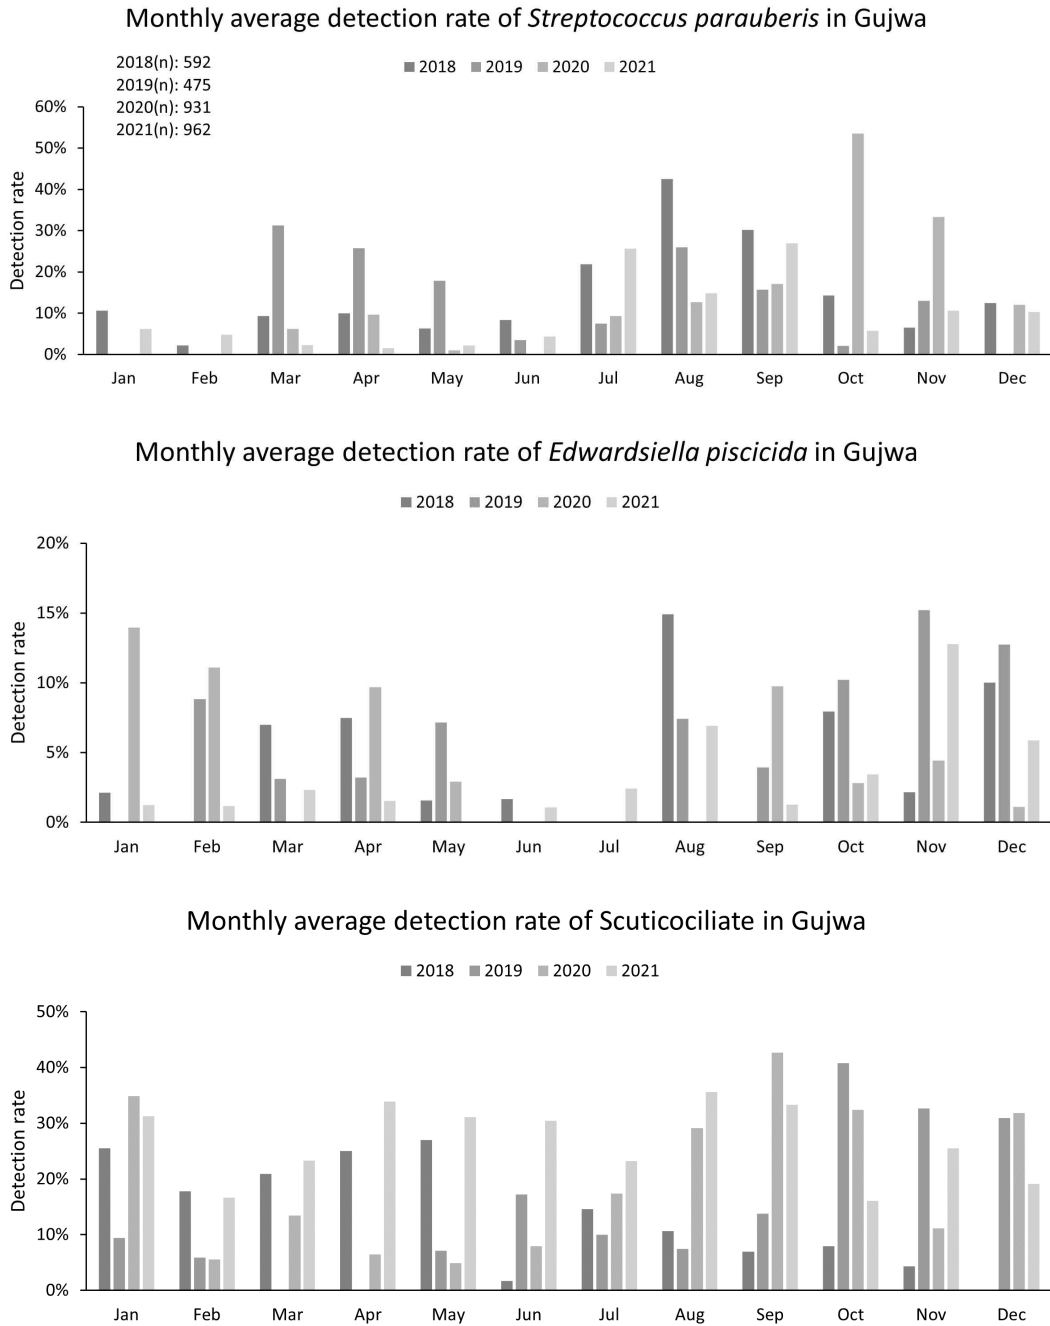 Monthly average detection rate of Streptococcus parauberis in Gujwa
2018(n): 592
2019(n): 475
2020(n): 931
2021(n): 962
2018 2019 2020 2021
60%
50%
40%
30%
20%
10%
0%
Detection rate
Jan Feb Mar Apr May Jun Jul Aug Sep Oct Nov Dec
Monthly average detection rate of Edwardsiella piscicida in Gujwa
2018 2019 2020 2021
20%
15%
10%
5%
0%
Detection rate
Jan Feb Mar Apr May Jun Jul Aug Sep Oct Nov Dec
Monthly average detection rate of Scuticociliate in Gujwa
2018 2019 2020 2021
50%
40%
30%
20%
10%
0%
Detection rate
Jan Feb Mar Apr May Jun Jul Aug Sep Oct Nov Dec